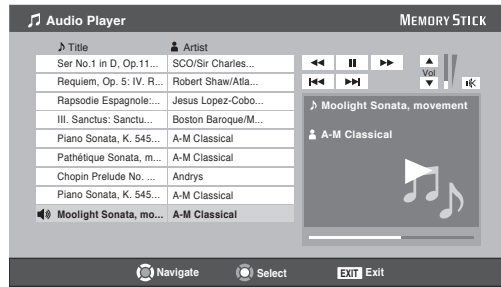 Audio Player
MEMORY STICK
Title Artist
Ser No.1 in D, Op.11... SCO/Sir Charles...
Requiem, Op. 5: IV. R... Robert Shaw/Atla...
Rapsodie Espagnole:... Jesus Lopez-Cobo...
III. Sanctus: Sanctu... Boston Baroque/M...
Piano Sonata, K. 545... A-M Classical
Pathétique Sonata, m... A-M Classical
Chopin Prelude No. ... Andrys
Piano Sonata, K. 545... A-M Classical
Moolight Sonata, mo... A-M Classical
Vol
Moolight Sonata, movement
A-M Classical
Navigate Select EXIT Exit